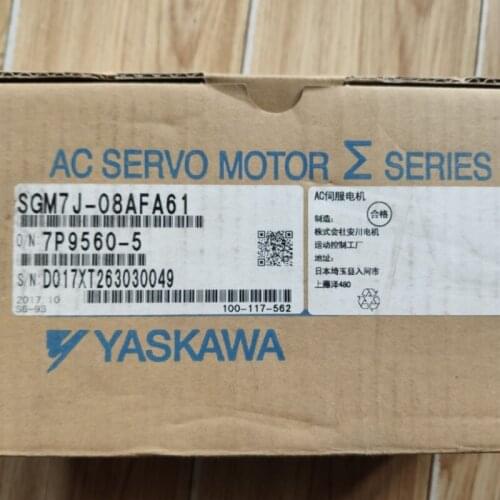 AC SERVO MOTOR Σ SERIES
SGM7J-08AFA61
O/N:7P9560-5
S/N:D017XT263030049
2017.10
S6-93
100-117-562
AC伺服电机
合格
制造:
株式会社安川电机
运动控制工厂
地址:
日本埼玉县入间市
上藤泽480
YASKAWA